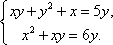 xy + y² + x = 5y,
x² + xy = 6y.